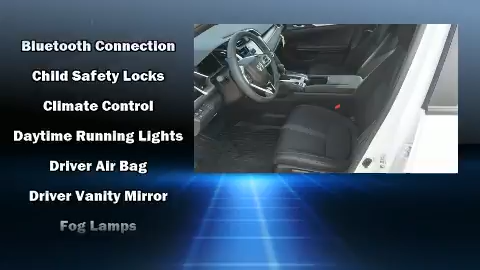 Bluetooth Connection
Child Safety Locks
Climate Control
Daytime Running Lights
Driver Air Bag
Driver Vanity Mirror
Fog Lamps